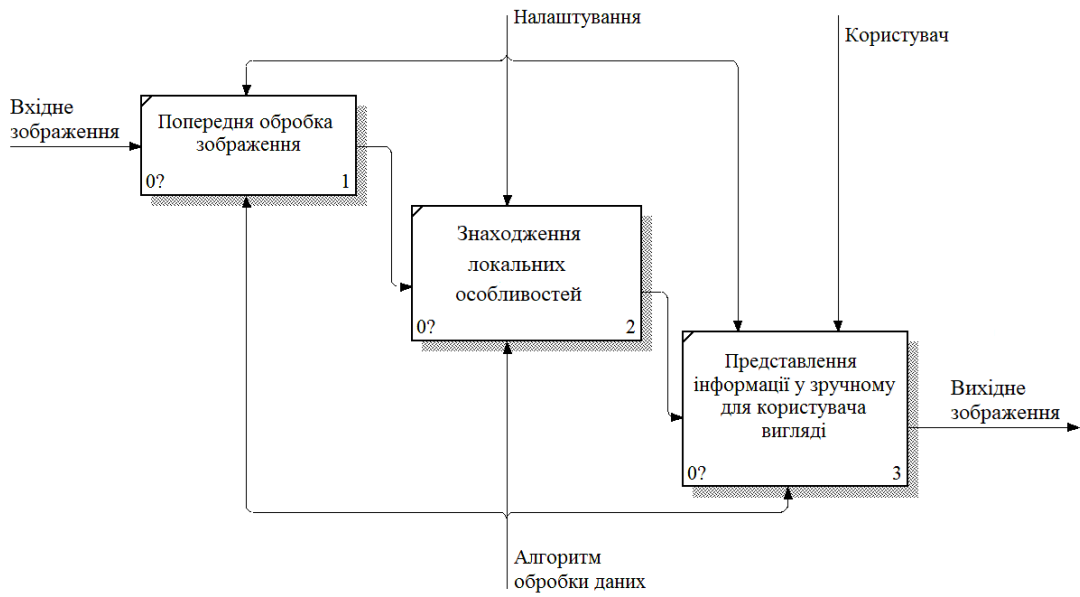 Налаштування
Користувач
Вхідне
зображення
Попередня обробка
зображення
0? 1
Знаходження
локальних
особливостей
0? 2
Представлення
інформації у зручному
для користувача
вигляді
0? 3
Вихідне
зображення
Алгоритм
обробки даних